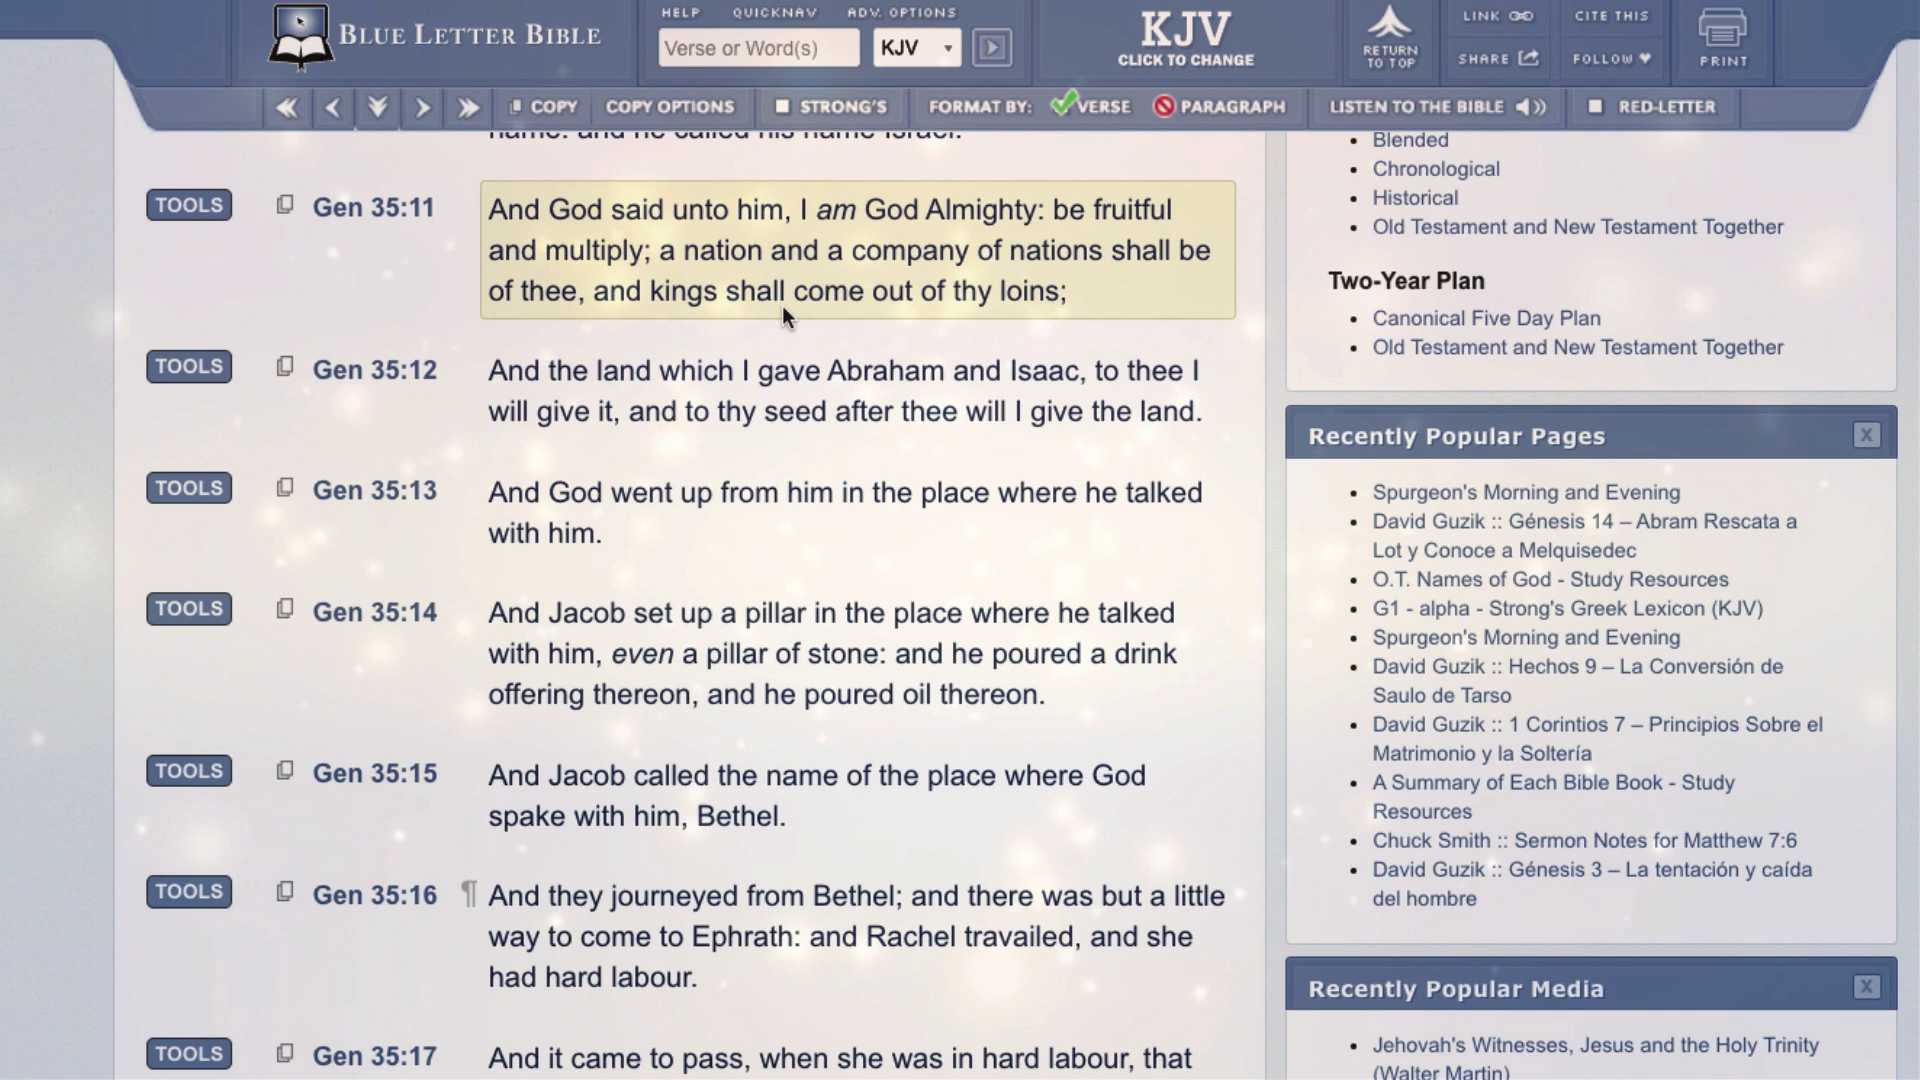 BLUE LETTER BIBLE
HELP QUICKNAV ADV. OPTIONS
Verse or Word(s) KJV
KJV
CLICK TO CHANGE
RETURN
TO TOP
LINK
SHARE
CITE THIS
FOLLOW
PRINT
COPY COPY OPTIONS STRONG'S FORMAT BY: VERSE PARAGRAPH LISTEN TO THE BIBLE RED-LETTER
name: and he called his name Israel.
TOOLS Gen 35:11 And God said unto him, I am God Almighty: be fruitful
and multiply; a nation and a company of nations shall be
of thee, and kings shall come out of thy loins;
TOOLS Gen 35:12 And the land which I gave Abraham and Isaac, to thee I
will give it, and to thy seed after thee will I give the land.
TOOLS Gen 35:13 And God went up from him in the place where he talked
with him.
TOOLS Gen 35:14 And Jacob set up a pillar in the place where he talked
with him, even a pillar of stone: and he poured a drink
offering thereon, and he poured oil thereon.
TOOLS Gen 35:15 And Jacob called the name of the place where God
spake with him, Bethel.
TOOLS Gen 35:16 ¶ And they journeyed from Bethel; and there was but a little
way to come to Ephrath: and Rachel travailed, and she
had hard labour.
TOOLS Gen 35:17 And it came to pass, when she was in hard labour, that
• Blended
• Chronological
• Historical
• Old Testament and New Testament Together
Two-Year Plan
• Canonical Five Day Plan
• Old Testament and New Testament Together
Recently Popular Pages X
• Spurgeon's Morning and Evening
• David Guzik :: Génesis 14 – Abram Rescata a
Lot y Conoce a Melquisedec
• O.T. Names of God - Study Resources
• G1 - alpha - Strong's Greek Lexicon (KJV)
• Spurgeon's Morning and Evening
• David Guzik :: Hechos 9 – La Conversión de
Saulo de Tarso
• David Guzik :: 1 Corintios 7 – Principios Sobre el
Matrimonio y la Soltería
• A Summary of Each Bible Book - Study
Resources
• Chuck Smith :: Sermon Notes for Matthew 7:6
• David Guzik :: Génesis 3 – La tentación y caída
del hombre
Recently Popular Media X
• Jehovah's Witnesses, Jesus and the Holy Trinity
(Walter Martin)